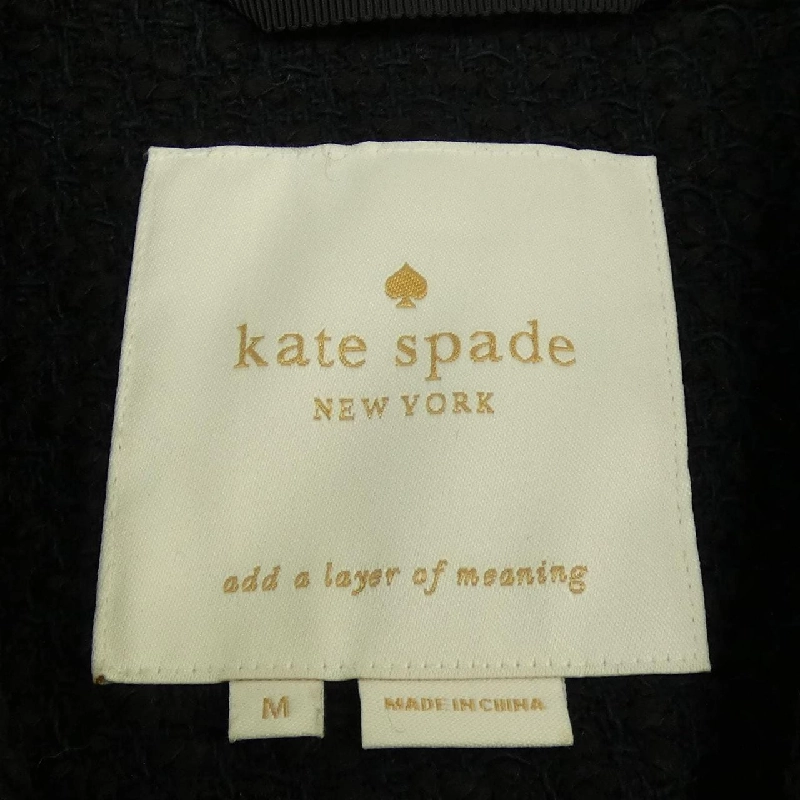 kate spade
NEW YORK
add a layer of meaning
M
MADE IN CHINA